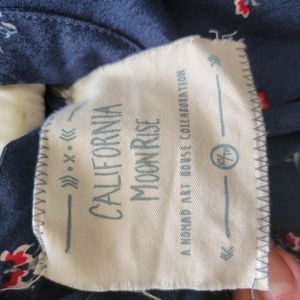 CALIFORNIA
MOONRISE
A NOMAD ART HOUSE COLLABORATION